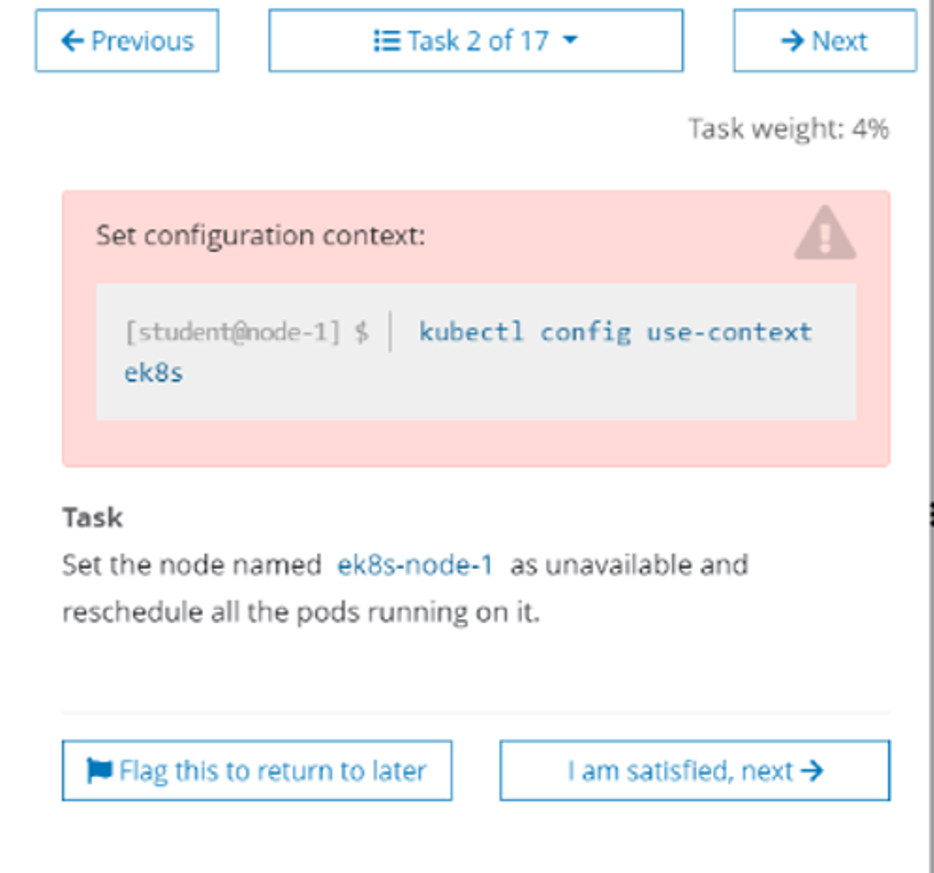 Previous
Task 2 of 17
Next
Task weight: 4%
Set configuration context:
[student@node-1] $ | kubectl config use-context
ek8s
Task
Set the node named ek8s-node-1 as unavailable and
reschedule all the pods running on it.
Flag this to return to later
I am satisfied, next